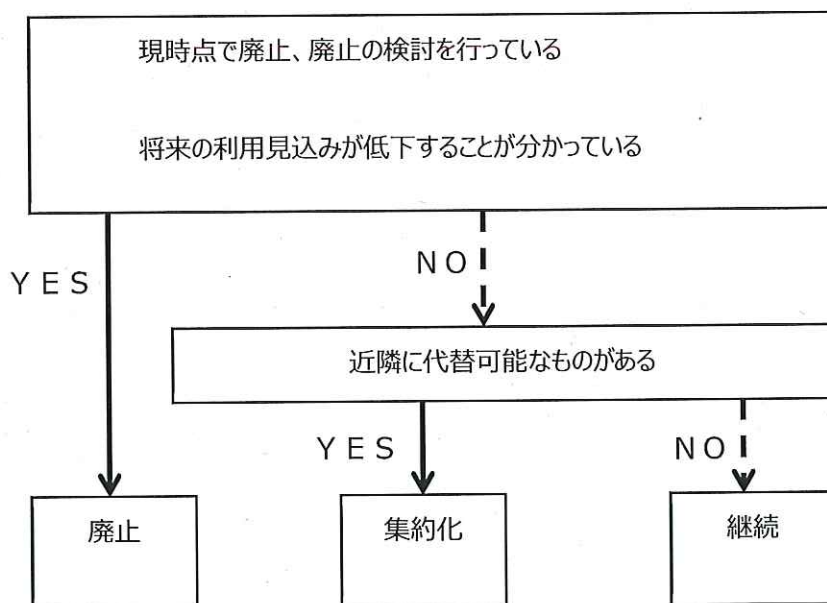 現時点で廃止、廃止の検討を行っている
将来の利用見込みが低下することが分かっている
YES
NO
近隣に代替可能なものがある
YES
NO
廃止
集約化
継続